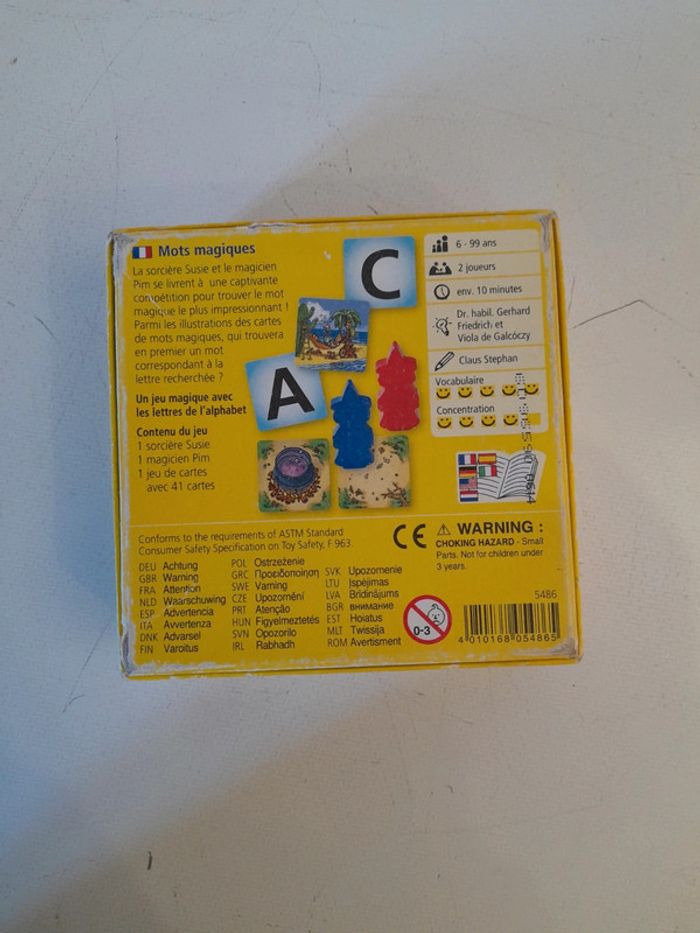 Mots magiques
La sorcière Susie et le magicien
Pim se livrent à une captivante
compétition pour trouver le mot
magique le plus impressionnant !
Parmi les illustrations des cartes
de mots magiques, qui trouvera
en premier un mot
correspondant à la
lettre recherchée ?
Un jeu magique avec
les lettres de l'alphabet
Contenu du jeu
1 sorcière Susie
1 magicien Pim
1 jeu de cartes
avec 41 cartes
C
A
6 - 99 ans
2 joueurs
env. 10 minutes
Dr. habil. Gerhard
Friedrich et
Viola de Galcóczy
Claus Stephan
Vocabulaire
Concentration
Conforms to the requirements of ASTM Standard
Consumer Safety Specification on Toy Safety, F 963.
CE
WARNING :
CHOKING HAZARD - Small
Parts. Not for children under
3 years.
DEU Achtung
GBR Warning
FRA Attention
NLD Waarschuwing
ESP Advertencia
ITA Avvertenza
DNK Advarsel
FIN Varoitus
POL Ostrzeżenie
GRC Προειδοποίηση
SWE Varning
CZE Upozornění
PRT Atenção
HUN Figyelmeztetés
SVN Opozorilo
IRL Rabhadh
SVK Upozornenie
LTU Įspėjimas
LVA Brīdinājums
BGR внимание
EST Hoiatus
MLT Twissija
ROM Avertisment
0-3
5486
4 010168 054865